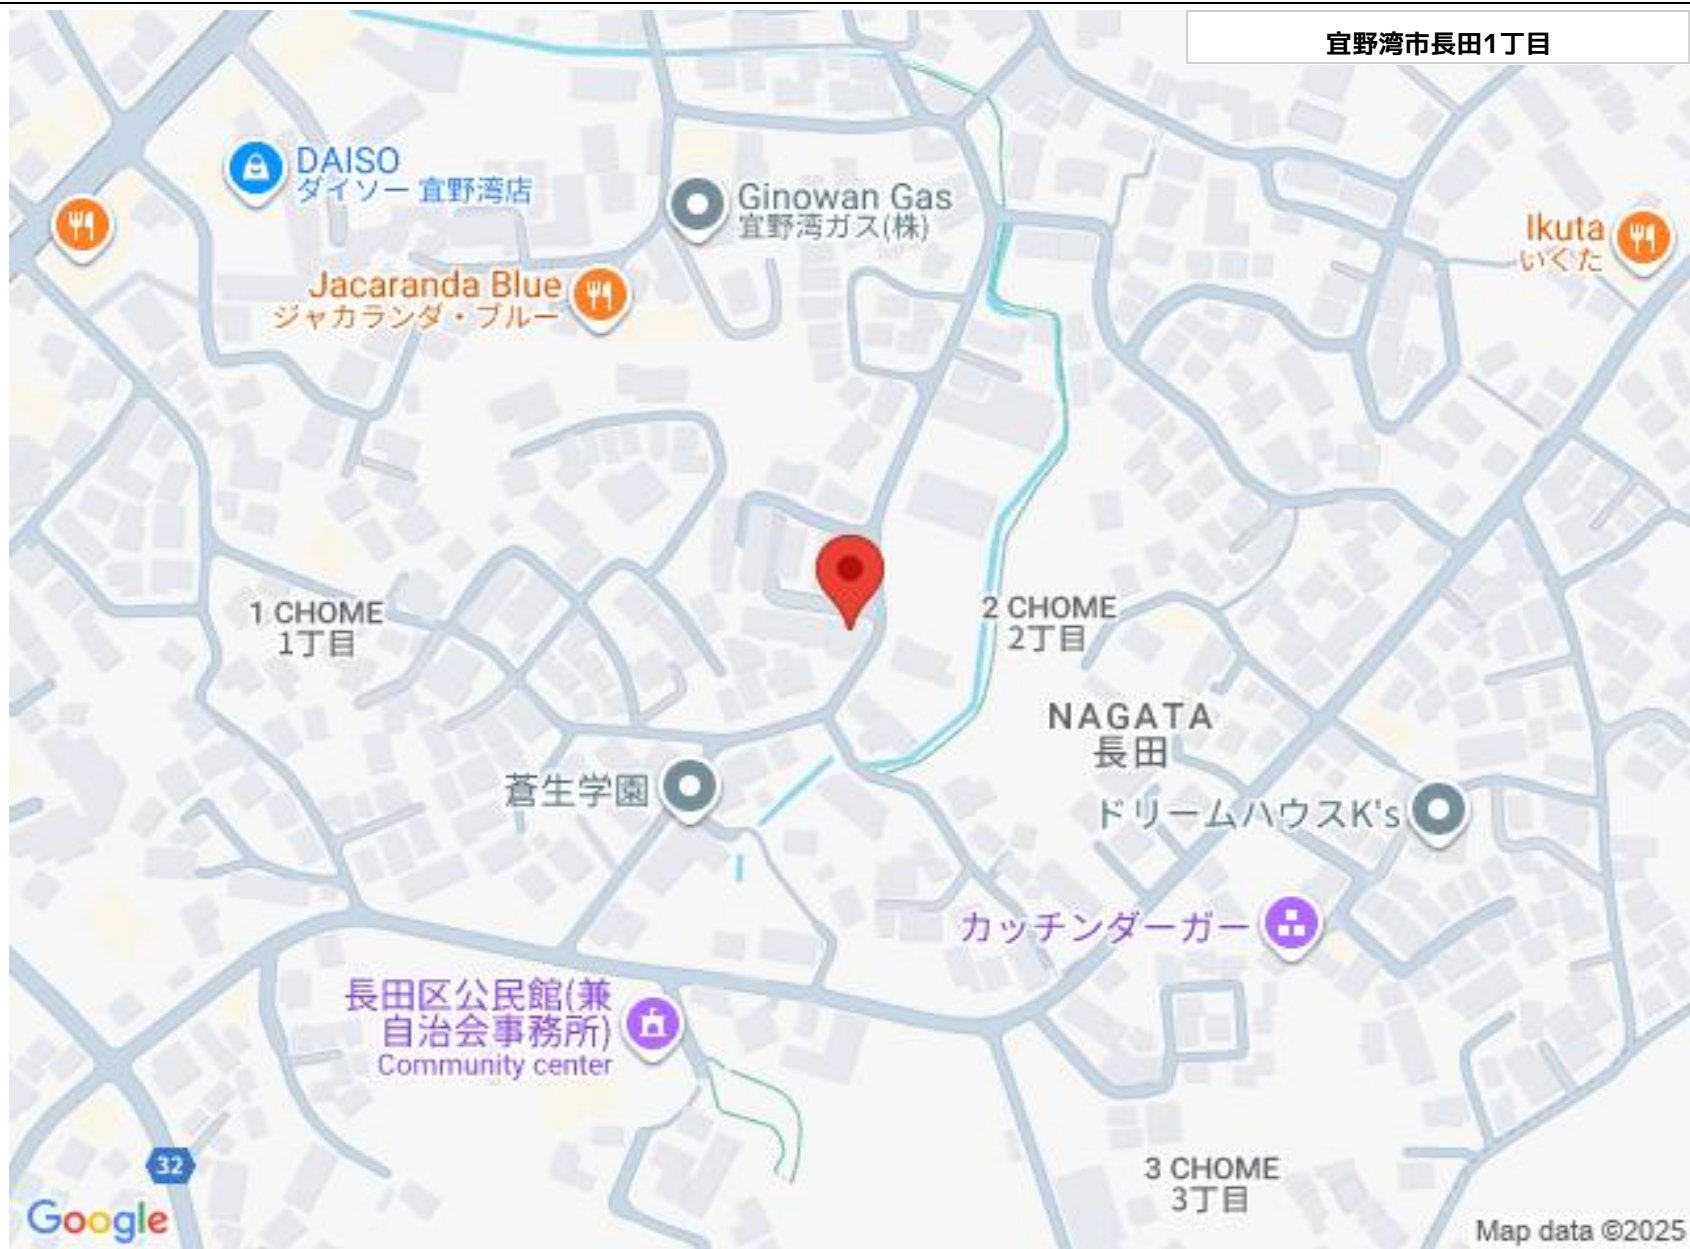 宜野湾市長田1丁目
DAISO
ダイソー 宜野湾店
Ginowan Gas
宜野湾ガス(株)
Ikuta
いくた
Jacaranda Blue
ジャカランダ・ブルー
1 CHOME
1丁目
2 CHOME
2丁目
NAGATA
長田
蒼生学園
ドリームハウスK's
カッチンダーガー
長田区公民館(兼
自治会事務所)
Community center
32
3 CHOME
3丁目
Google
Map data ©2025